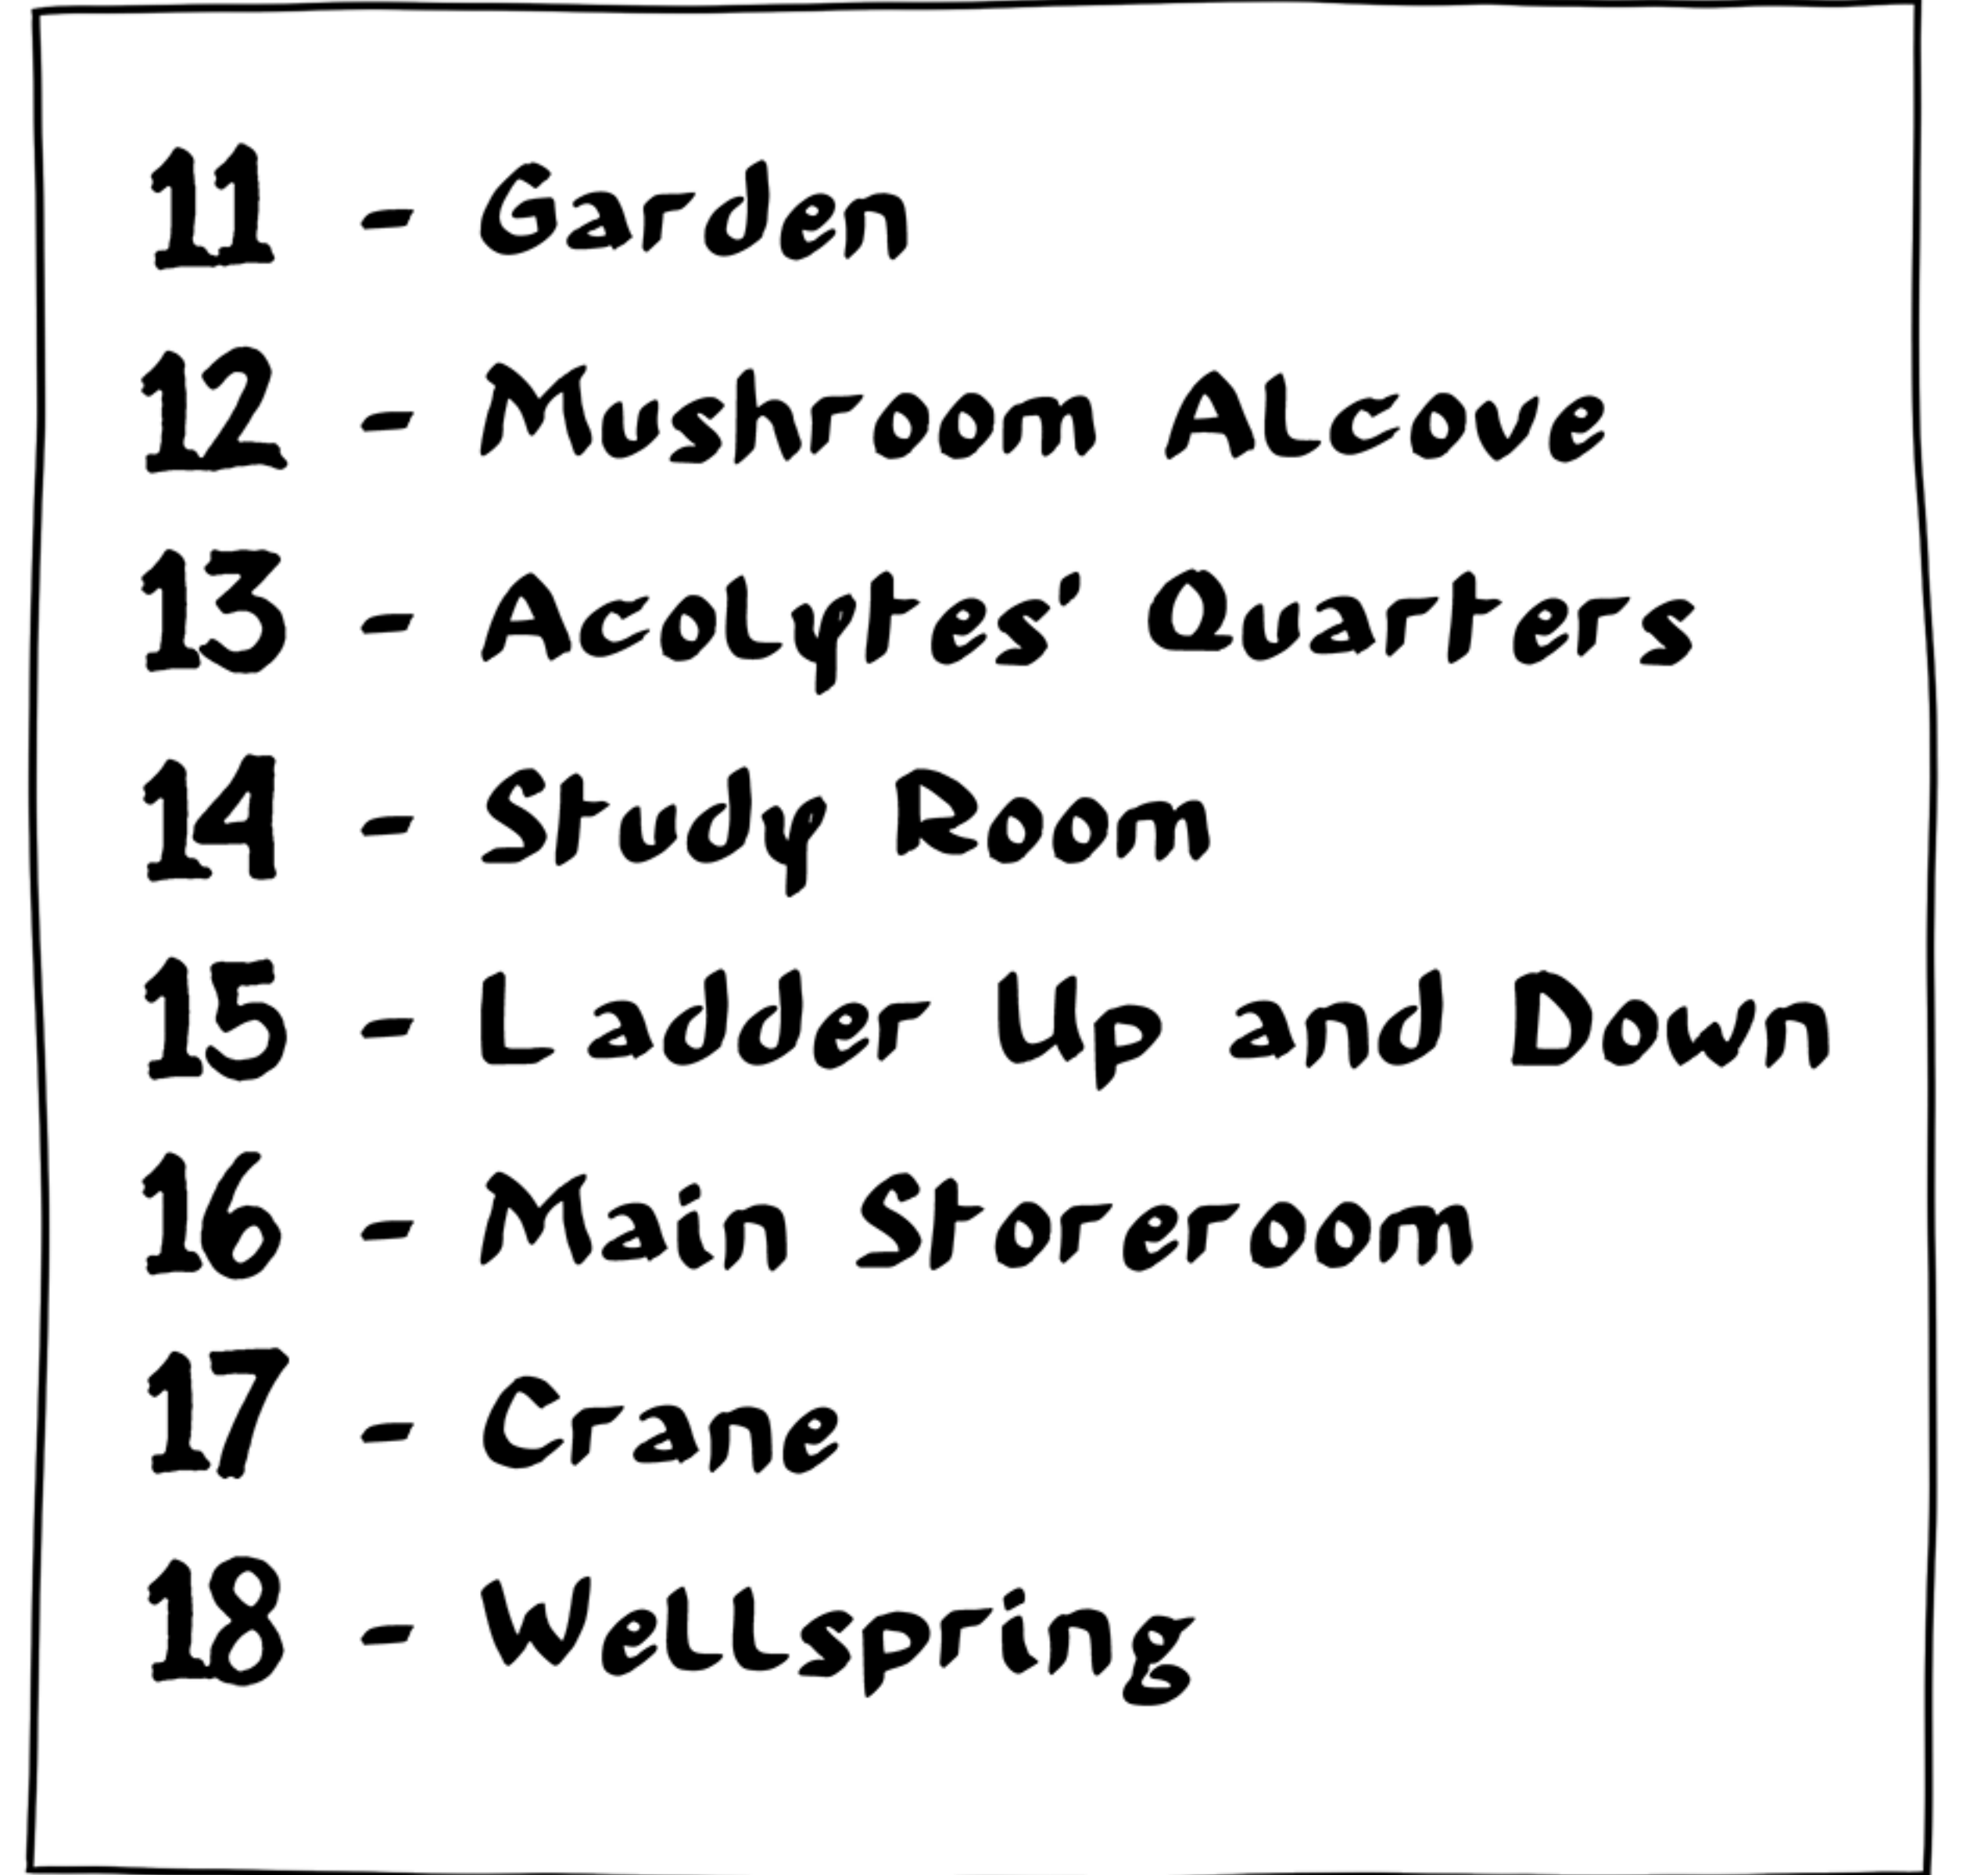 11 - Garden
12 - Mushroom Alcove
13 - Acolytes' Quarters
14 - Study Room
15 - Ladder Up and Down
16 - Main Storeroom
17 - Crane
18 - Wellspring